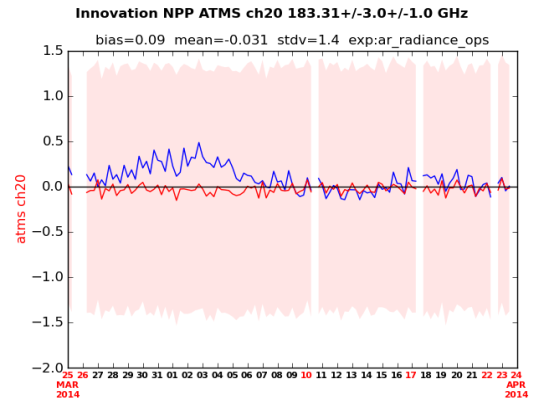 Innovation NPP ATMS ch20 183.31+/-3.0+/-1.0 GHz
bias=0.09 mean=-0.031 stdv=1.4 exp:ar_radiance_ops
1.5
1.0
0.5
0.0
−0.5
−1.0
−1.5
−2.0
atms ch20
25 26 27 28 29 30 31 01 02 03 04 05 06 07 08 09 10 11 12 13 14 15 16 17 18 19 20 21 22 23 24
MAR APR
2014 2014